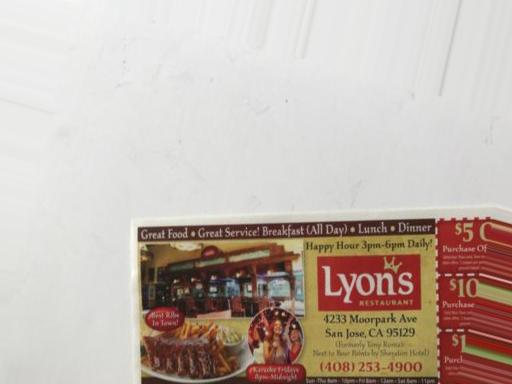 Great Food • Great Service! Breakfast (All Day) • Lunch • Dinner
Happy Hour 3pm-6pm Daily!
Lyon's
RESTAURANT
4233 Moorpark Ave
San Jose, CA 95129
(Formerly Tony Roma's
Next to Four Points by Sheraton Hotel)
(408) 253-4900
Best Ribs
In Town!
Karaoke Fridays
8pm-Midnight
$5
Purchase Of
$10
Purchase